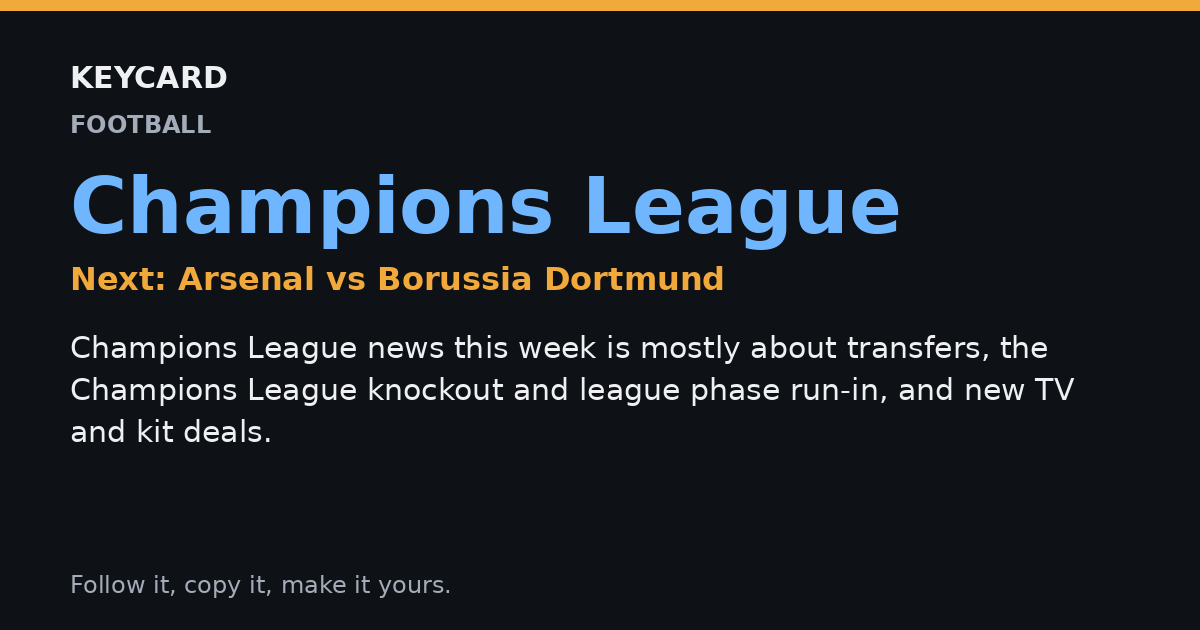 KEYCARD
FOOTBALL
Champions League
Next: Arsenal vs Borussia Dortmund
Champions League news this week is mostly about transfers, the
Champions League knockout and league phase run-in, and new TV
and kit deals.
Follow it, copy it, make it yours.